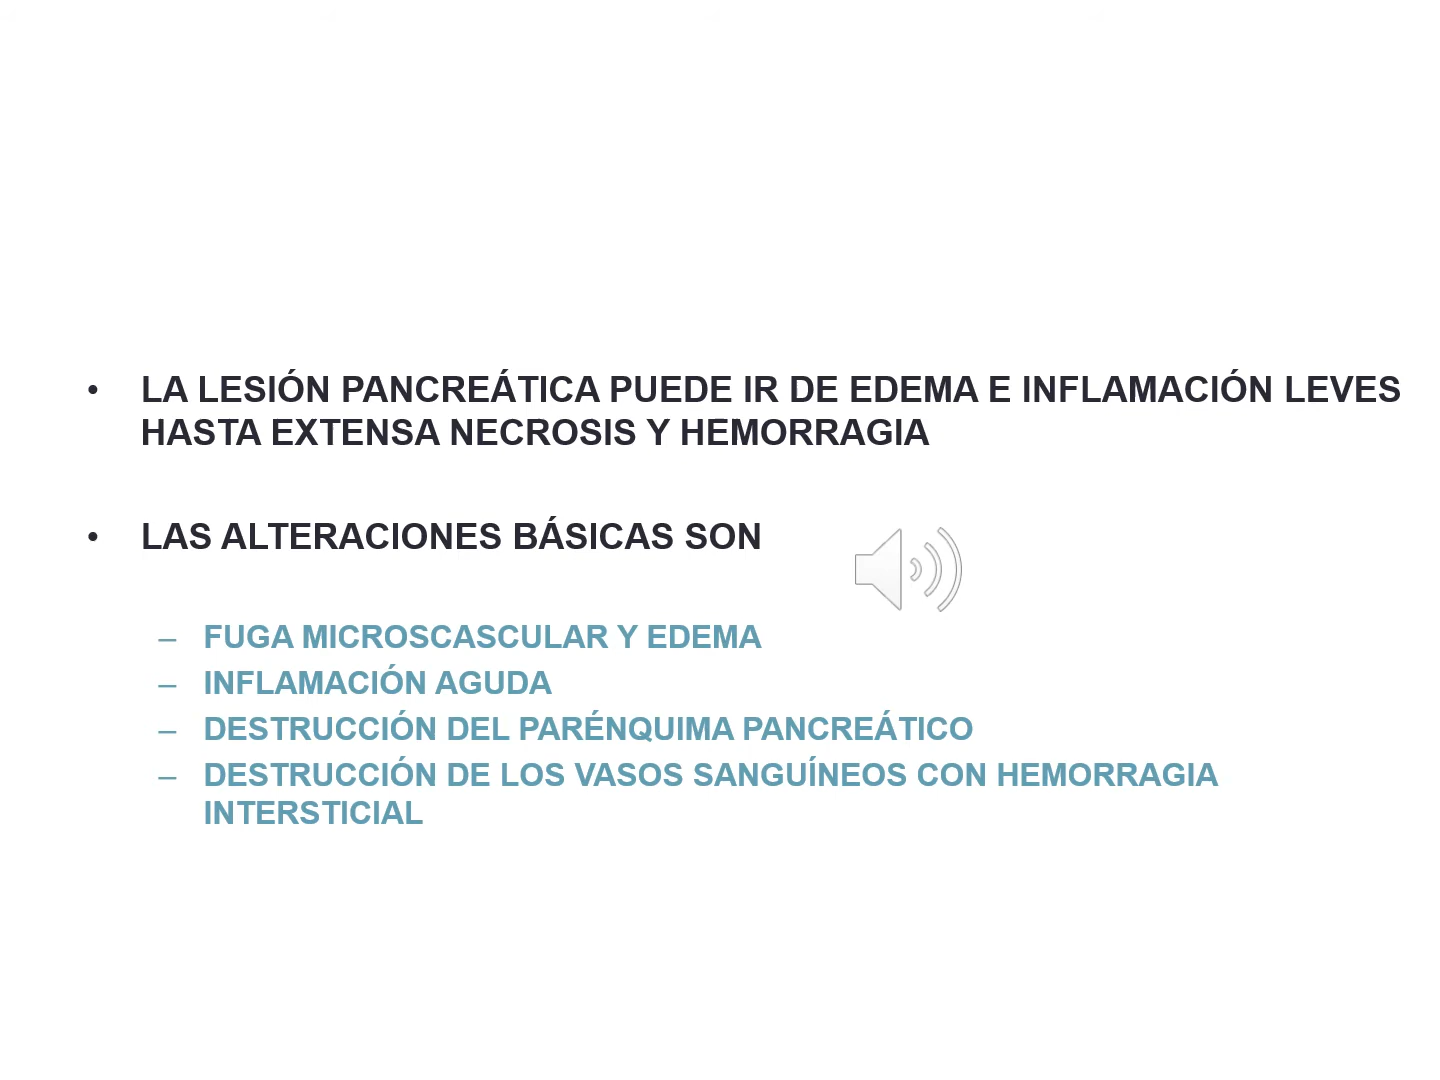 • LA LESIÓN PANCREÁTICA PUEDE IR DE EDEMA E INFLAMACIÓN LEVES
HASTA EXTENSA NECROSIS Y HEMORRAGIA
• LAS ALTERACIONES BÁSICAS SON
– FUGA MICROSCASCULAR Y EDEMA
– INFLAMACIÓN AGUDA
– DESTRUCCIÓN DEL PARÉNQUIMA PANCREÁTICO
– DESTRUCCIÓN DE LOS VASOS SANGUÍNEOS CON HEMORRAGIA
INTERSTICIAL